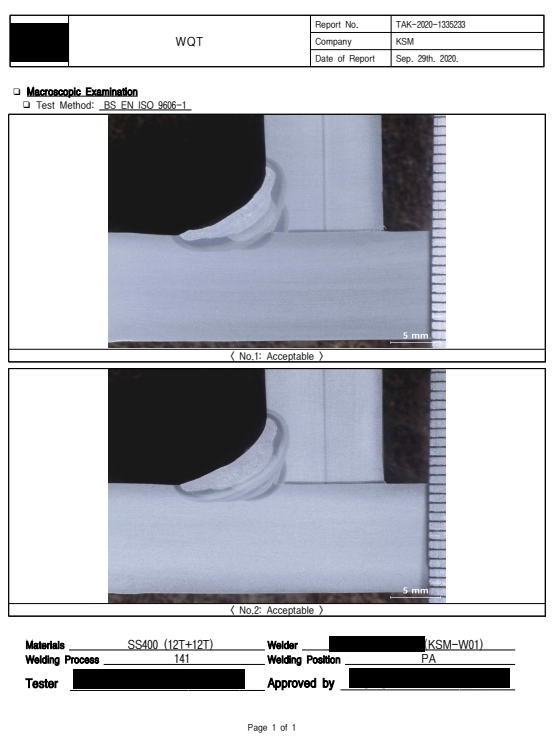 WQT
Report No. TAK-2020-1335233
Company KSM
Date of Report Sep. 29th. 2020.
□ Macroscopic Examination
□ Test Method: BS EN ISO 9606-1
5 mm
〈 No.1: Acceptable 〉
5 mm
〈 No.2: Acceptable 〉
Materials SS400 (12T+12T) Welder (KSM-W01)
Welding Process 141 Welding Position PA
Tester Approved by
Page 1 of 1